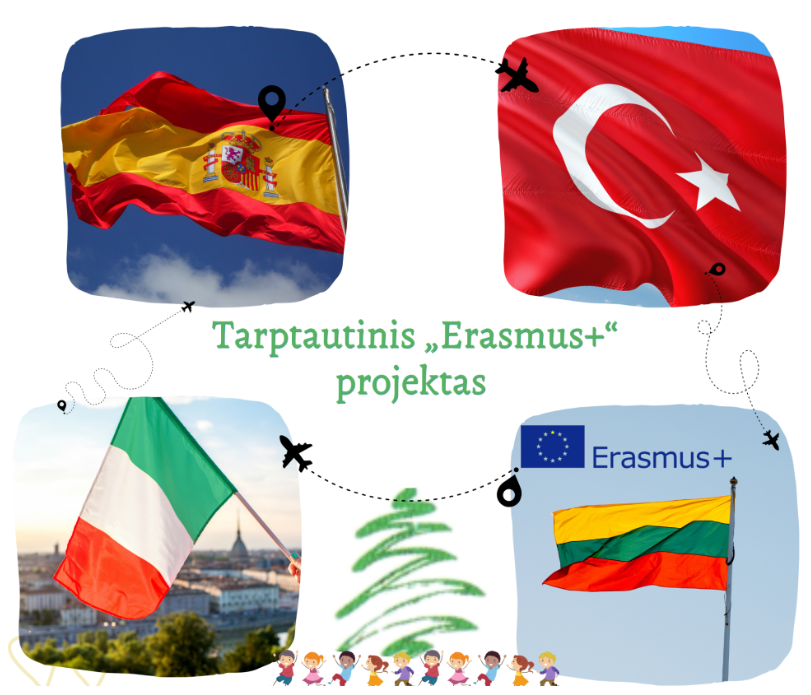 Tarptautinis „Erasmus+“
projektas
Erasmus+